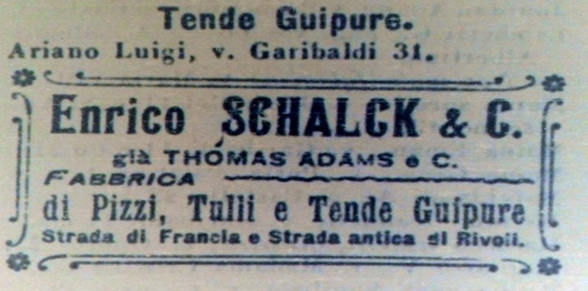 Tende Guipure.
Ariano Luigi, v. Garibaldi 31.
Enrico SCHALCK & C.
già THOMAS ADAMS e C.
FABBRICA
di Pizzi, Tulli e Tende Guipure
Strada di Francia e Strada antica di Rivoli.